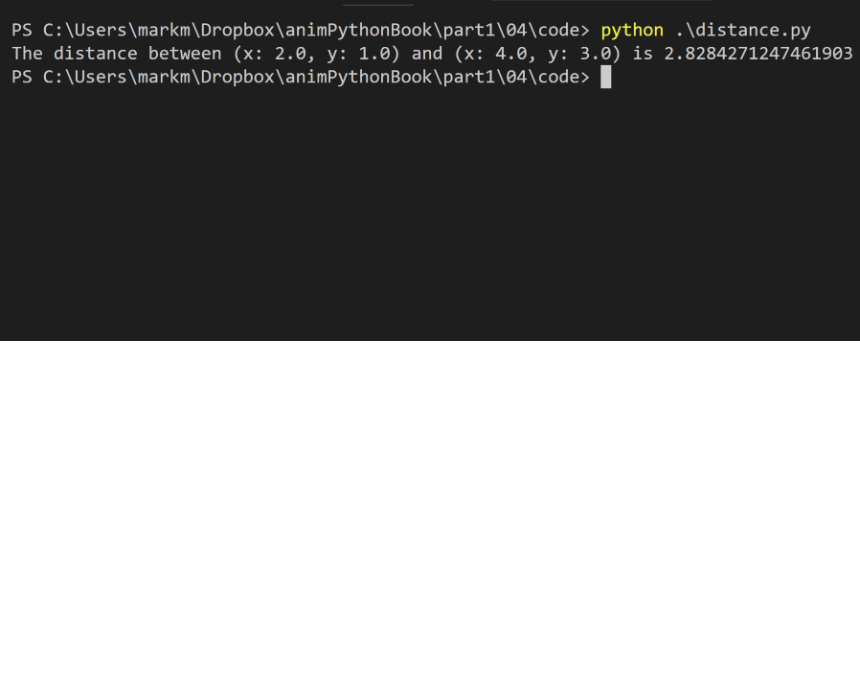 PS C:\Users\markm\Dropbox\animPythonBook\part1\04\code> python .\distance.py
The distance between (x: 2.0, y: 1.0) and (x: 4.0, y: 3.0) is 2.8284271247461903
PS C:\Users\markm\Dropbox\animPythonBook\part1\04\code>